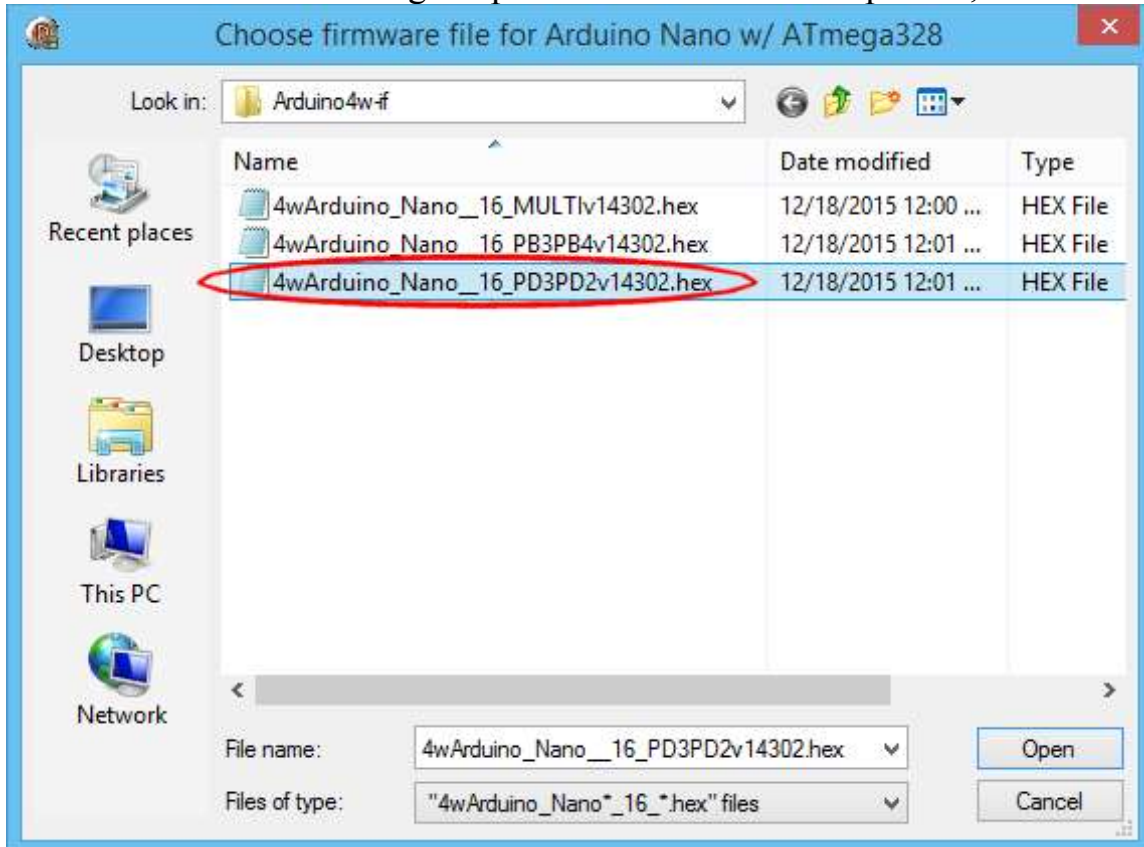 Choose firmware file for Arduino Nano w/ ATmega328
Look in: Arduino4w-if
Name Date modified Type
4wArduino_Nano__16_MULTIv14302.hex 12/18/2015 12:00 ... HEX File
4wArduino_Nano__16_PB3PB4v14302.hex 12/18/2015 12:01 ... HEX File
4wArduino_Nano__16_PD3PD2v14302.hex 12/18/2015 12:01 ... HEX File
Recent places
Desktop
Libraries
This PC
Network
File name: 4wArduino_Nano__16_PD3PD2v14302.hex Open
Files of type: "4wArduino_Nano*_16_*.hex" files Cancel